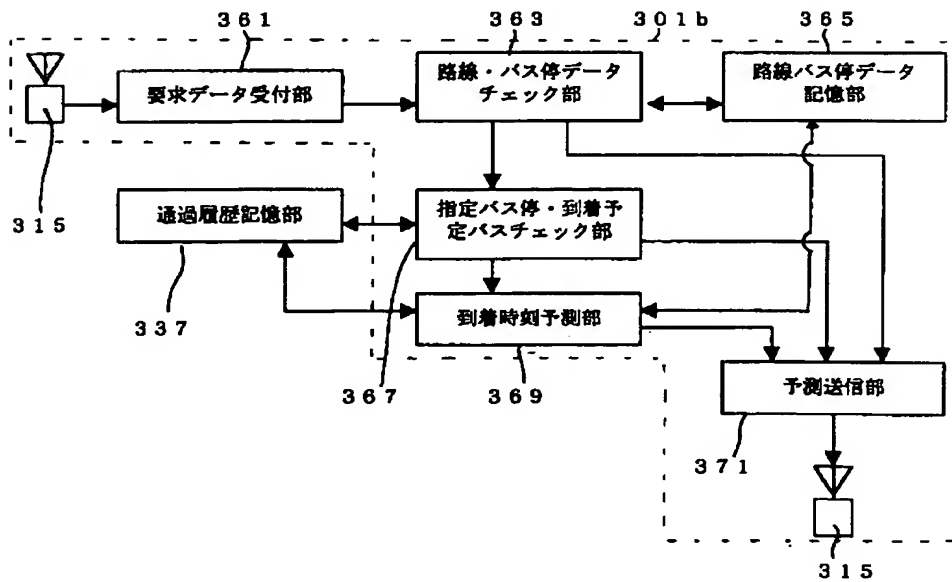 ３６１
３６３
３０１ｂ
３６５
要求データ受付部
路線・バス停データ
チェック部
路線バス停データ
記憶部
３１５
通過履歴記憶部
指定バス停・到着予
定バスチェック部
３３７
到着時刻予測部
３６７
３６９
予測送信部
３７１
３１５